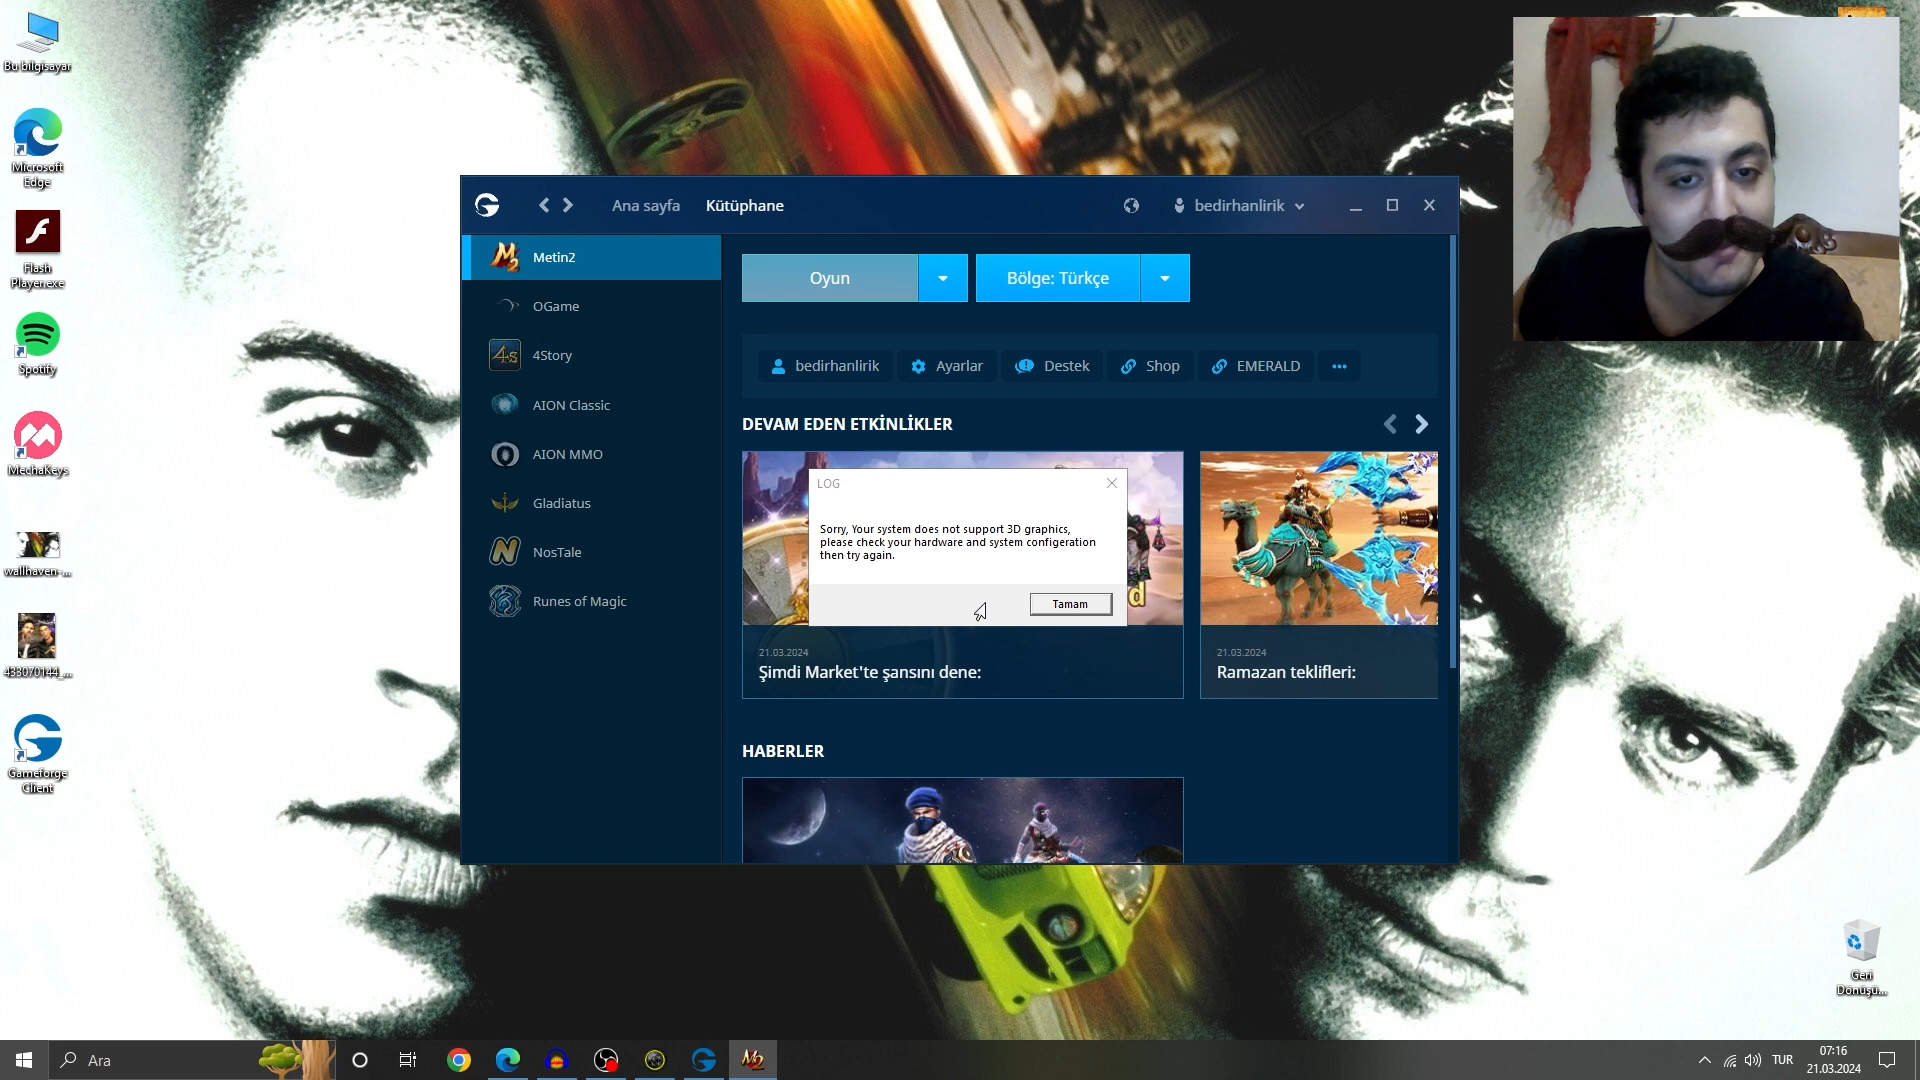 Bu bilgisayar
Microsoft
Edge
Flash
Player.exe
Spotify
MechaKeys
wallhaven-...
433070144_...
Gameforge
Client
Ana sayfa
Kütüphane
bedirhanlirik
Metin2
OGame
4Story
AION Classic
AION MMO
Gladiatus
NosTale
Runes of Magic
Oyun
Bölge: Türkçe
bedirhanlirik
Ayarlar
Destek
Shop
EMERALD
DEVAM EDEN ETKİNLİKLER
LOG
Sorry, Your system does not support 3D graphics,
please check your hardware and system configeration
then try again.
Tamam
21.03.2024
Şimdi Market'te şansını dene:
21.03.2024
Ramazan teklifleri:
HABERLER
Geri
Dönüşü...
Ara
TUR
07:16
21.03.2024